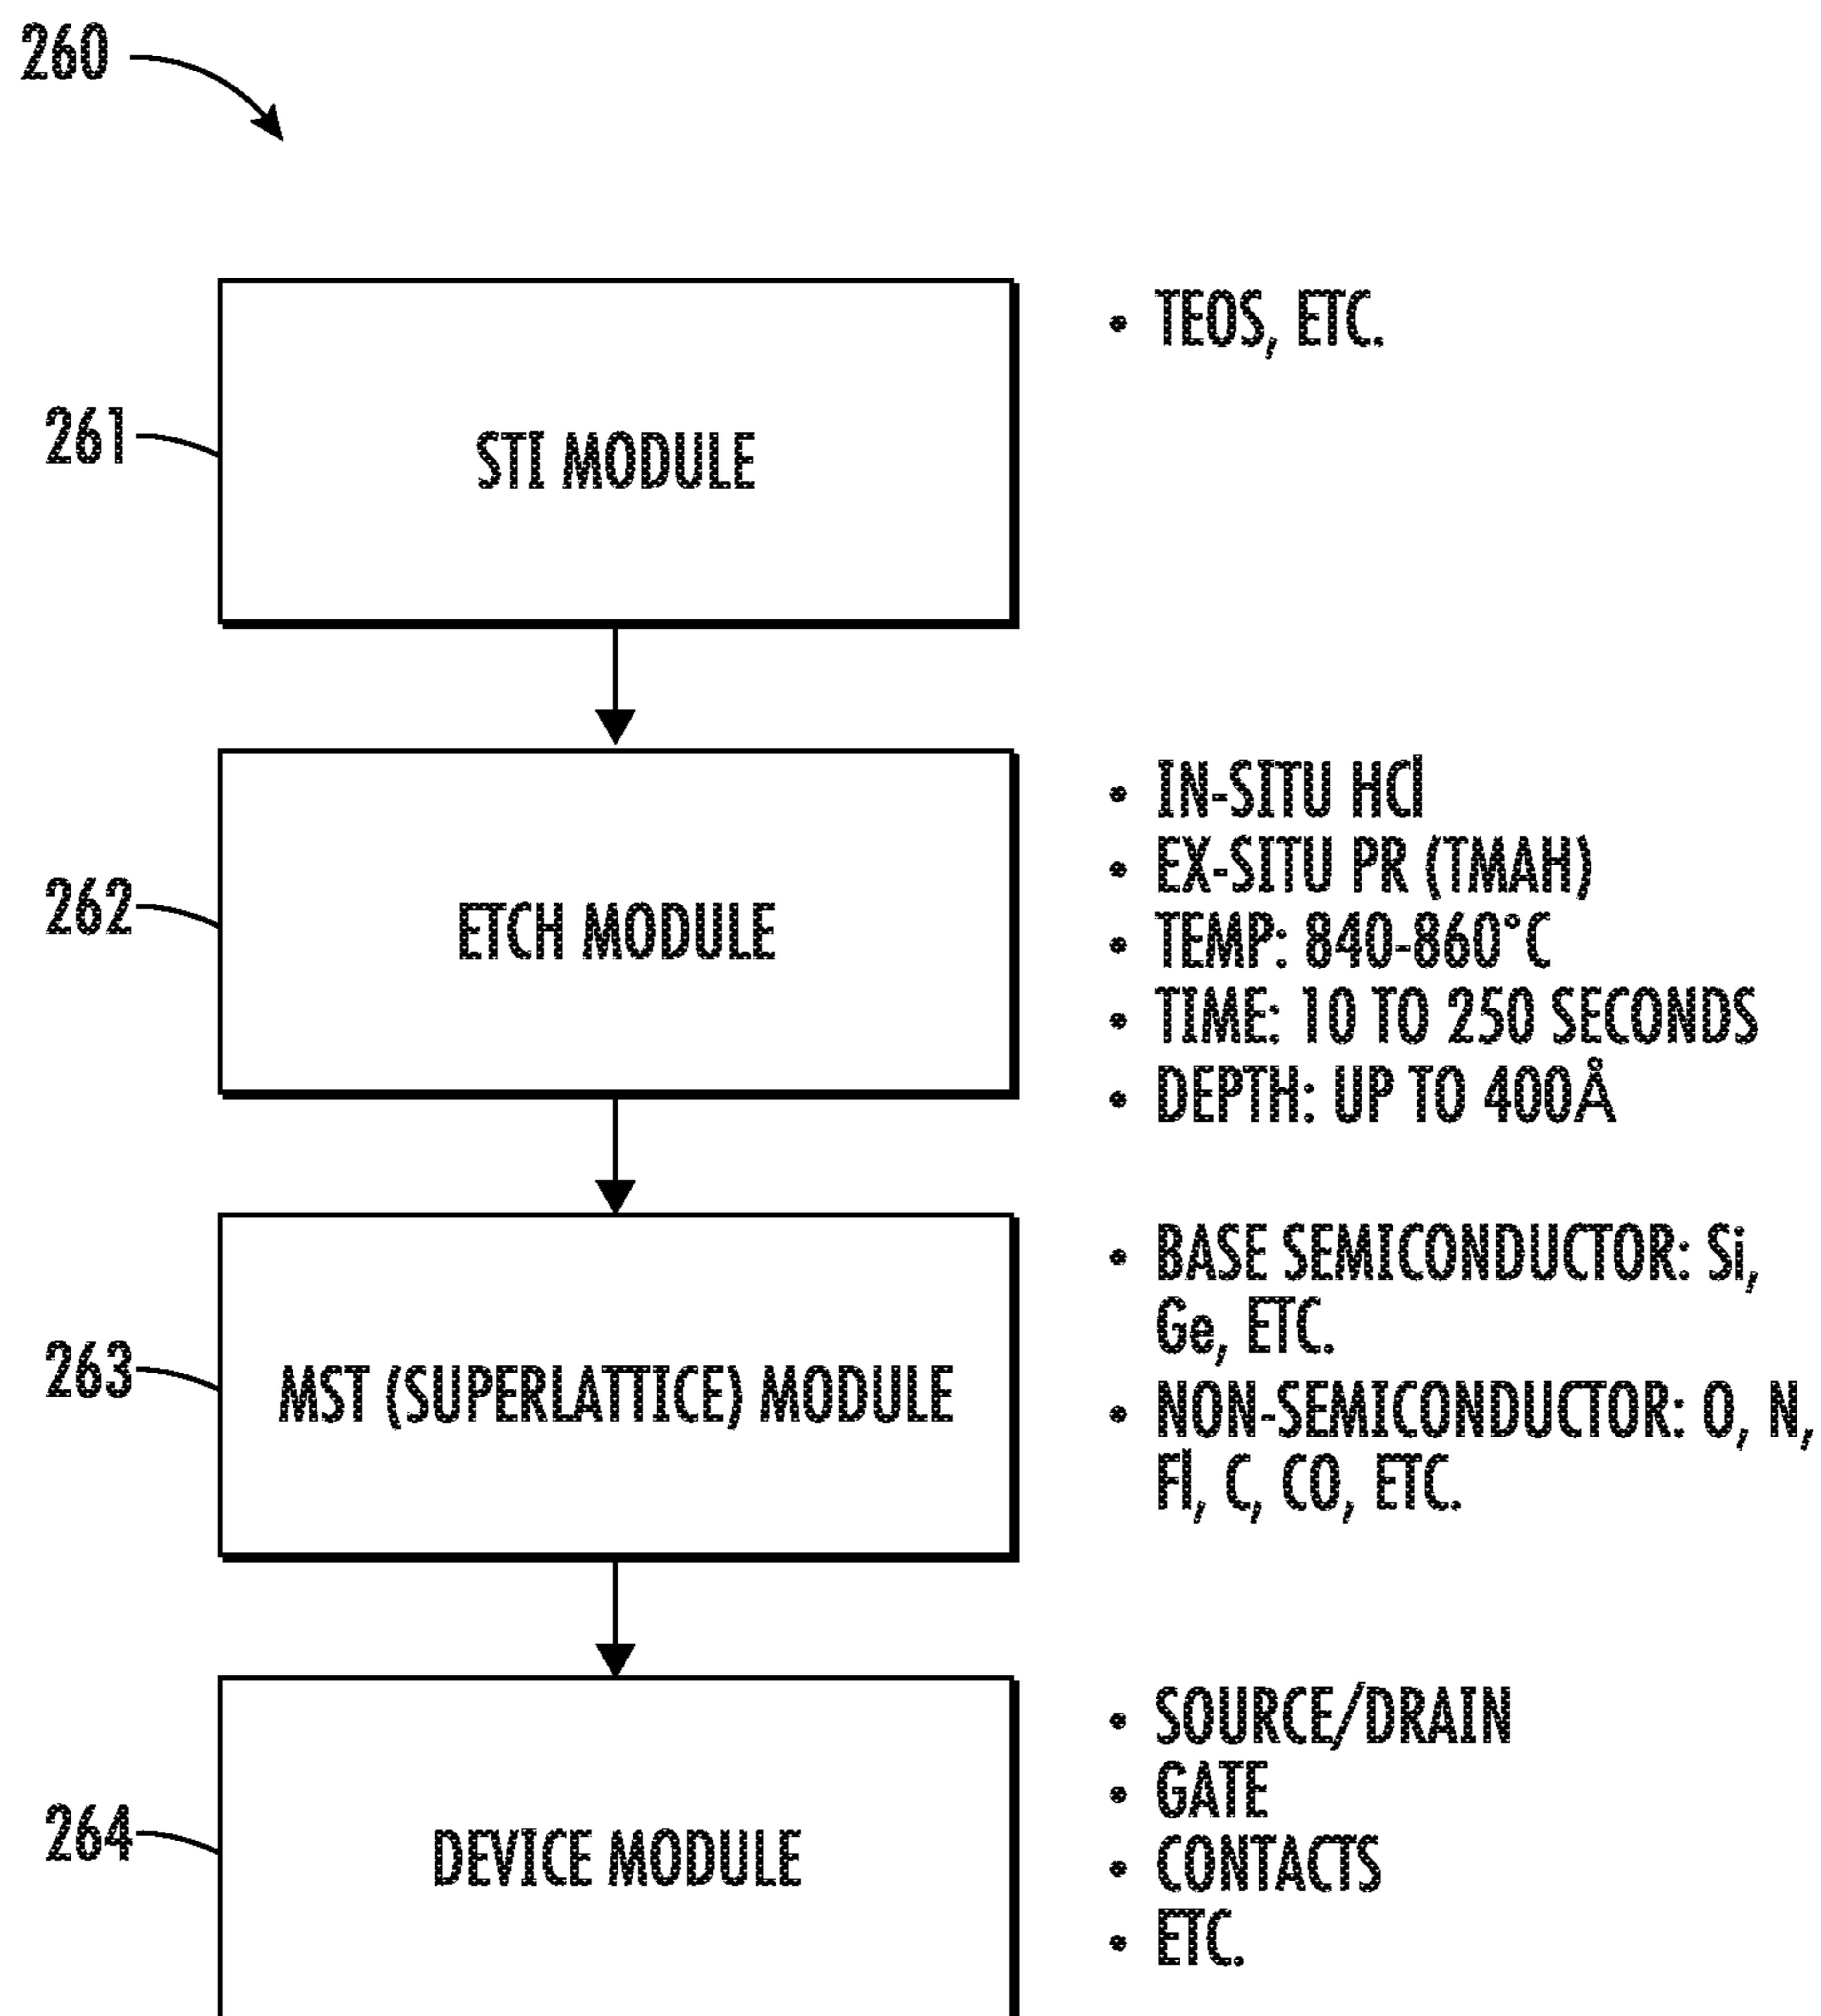 260
261
STI MODULE
• TEOS, ETC.
262
ETCH MODULE
• IN-SITU HCl
• EX-SITU PR (TMAH)
• TEMP: 840-860°C
• TIME: 10 TO 250 SECONDS
• DEPTH: UP TO 400Å
263
MST (SUPERLATTICE) MODULE
• BASE SEMICONDUCTOR: Si,
Ge, ETC.
• NON-SEMICONDUCTOR: O, N,
Fl, C, CO, ETC.
264
DEVICE MODULE
• SOURCE/DRAIN
• GATE
• CONTACTS
• ETC.